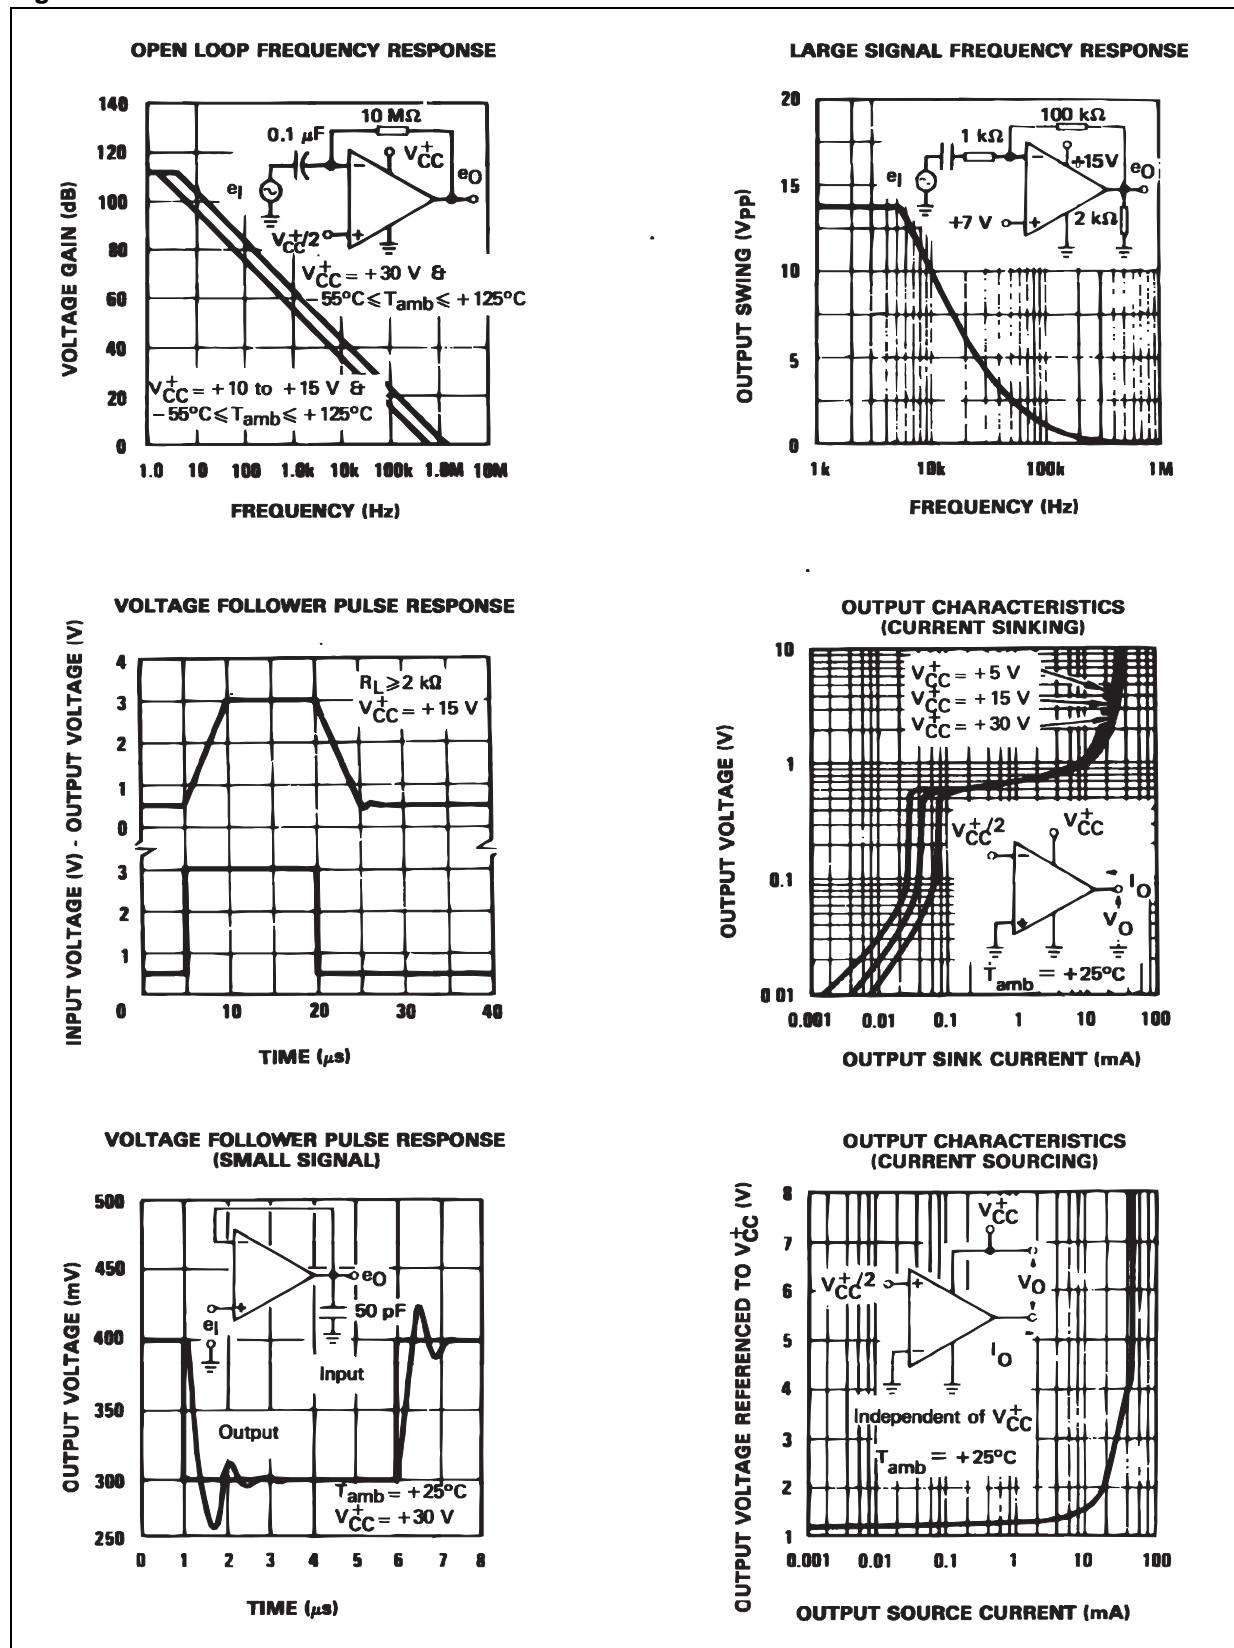 OPEN LOOP FREQUENCY RESPONSE
140
120
100
80
60
40
20
0
VOLTAGE GAIN (dB)
10 MΩ
0.1 μF
V+CC
eI
eO
V+CC/2
V+CC = +30 V &
-55°C ≤ Tamb ≤ +125°C
V+CC = +10 to +15 V &
-55°C ≤ Tamb ≤ +125°C
1.0 10 100 1.0k 10k 100k 1.0M 10M
FREQUENCY (Hz)
LARGE SIGNAL FREQUENCY RESPONSE
20
15
10
5
0
OUTPUT SWING (Vpp)
100 kΩ
1 kΩ
+15V
eI
eO
+7 V
2 kΩ
1k 10k 100k 1M
FREQUENCY (Hz)
VOLTAGE FOLLOWER PULSE RESPONSE
4
3
2
1
0
3
2
1
INPUT VOLTAGE (V) - OUTPUT VOLTAGE (V)
RL ≥ 2 kΩ
V+CC = +15 V
0 10 20 30 40
TIME (μs)
OUTPUT CHARACTERISTICS
(CURRENT SINKING)
10
1
0.1
0 01
OUTPUT VOLTAGE (V)
V+CC = +5 V
V+CC = +15 V
V+CC = +30 V
V+CC/2
V+CC
IO
VO
Tamb = +25°C
0.001 0.01 0.1 1 10 100
OUTPUT SINK CURRENT (mA)
VOLTAGE FOLLOWER PULSE RESPONSE
(SMALL SIGNAL)
500
450
400
350
300
250
OUTPUT VOLTAGE (mV)
eO
50 pF
eI
Input
Output
Tamb = +25°C
V+CC = +30 V
0 1 2 3 4 5 6 7 8
TIME (μs)
OUTPUT CHARACTERISTICS
(CURRENT SOURCING)
8
7
6
5
4
3
2
1
OUTPUT VOLTAGE REFERENCED TO V+CC (V)
V+CC
V+CC/2
VO
IO
Independent of V+CC
Tamb = +25°C
0.001 0.01 0.1 1 10 100
OUTPUT SOURCE CURRENT (mA)